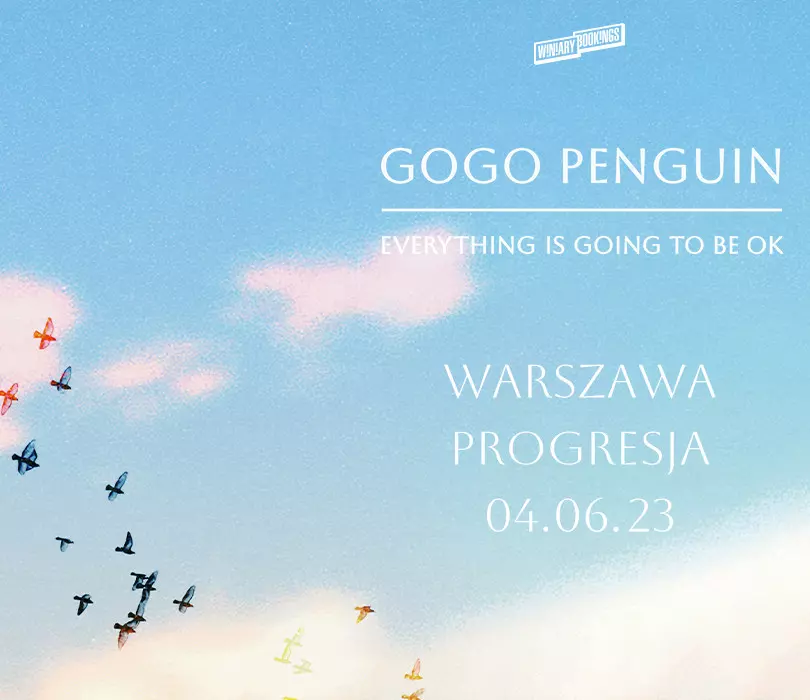 WINIARY BOOKINGS
GOGO PENGUIN
EVERYTHING IS GOING TO BE OK
WARSZAWA
PROGRESJA
04.06.23